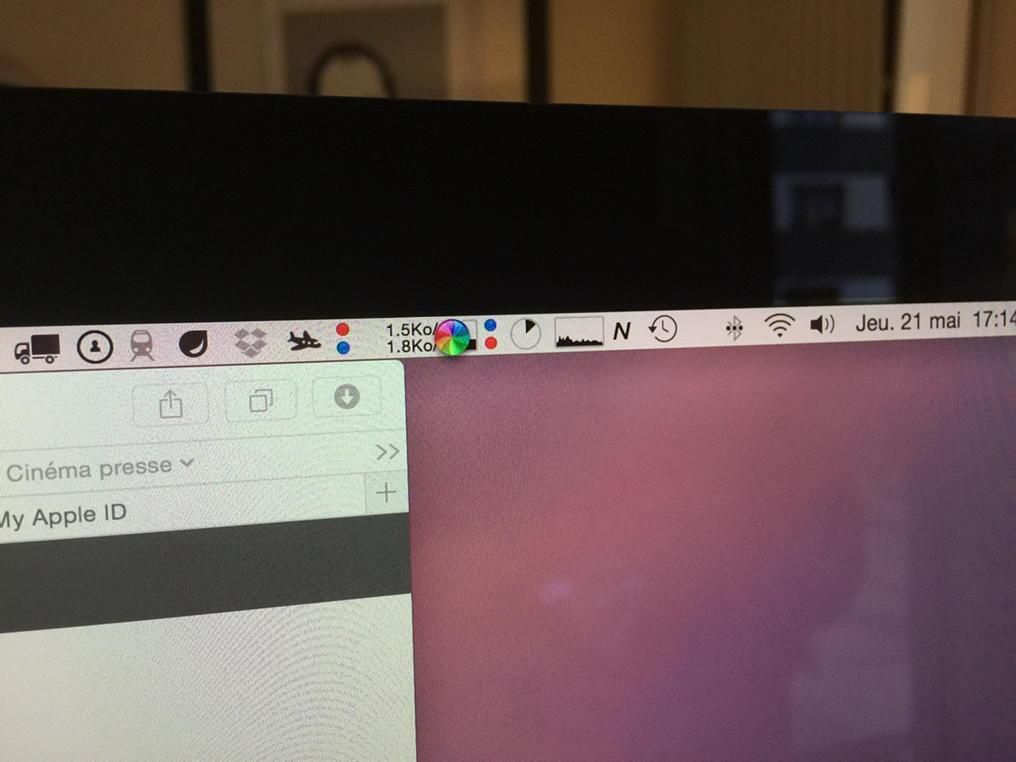 1.5Ko/
1.8Ko/
N
Jeu. 21 mai 17:14
Cinéma presse
>>
+
My Apple ID